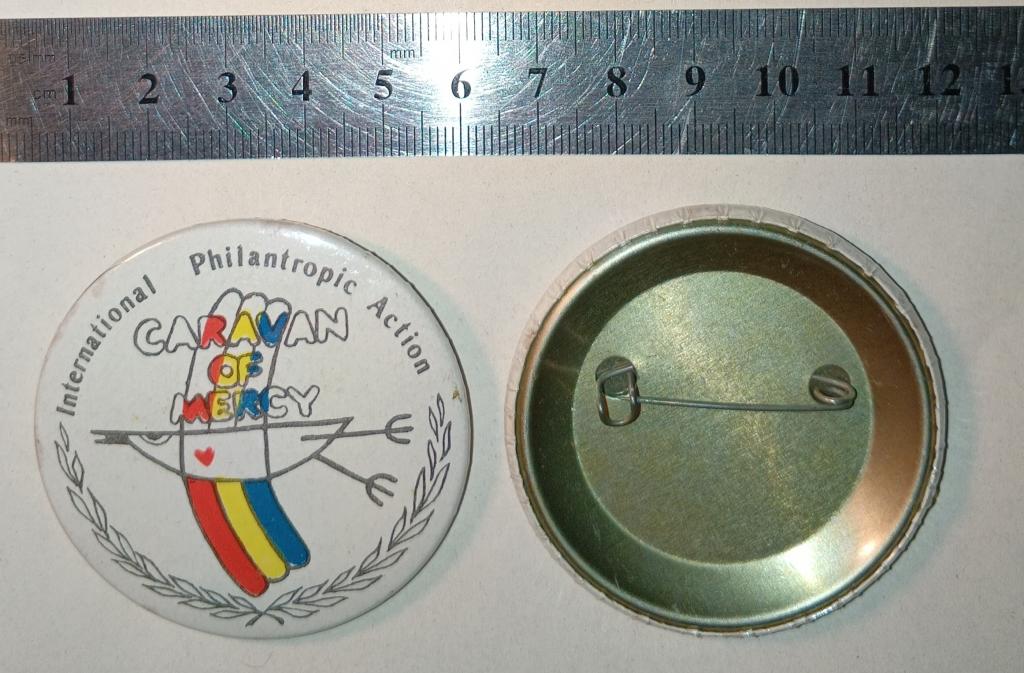 mm
1 2 3 4 5 6 7 8 9 10 11 12
cm
mm
International Philantropic Action
CARAVAN
OF
MERCY